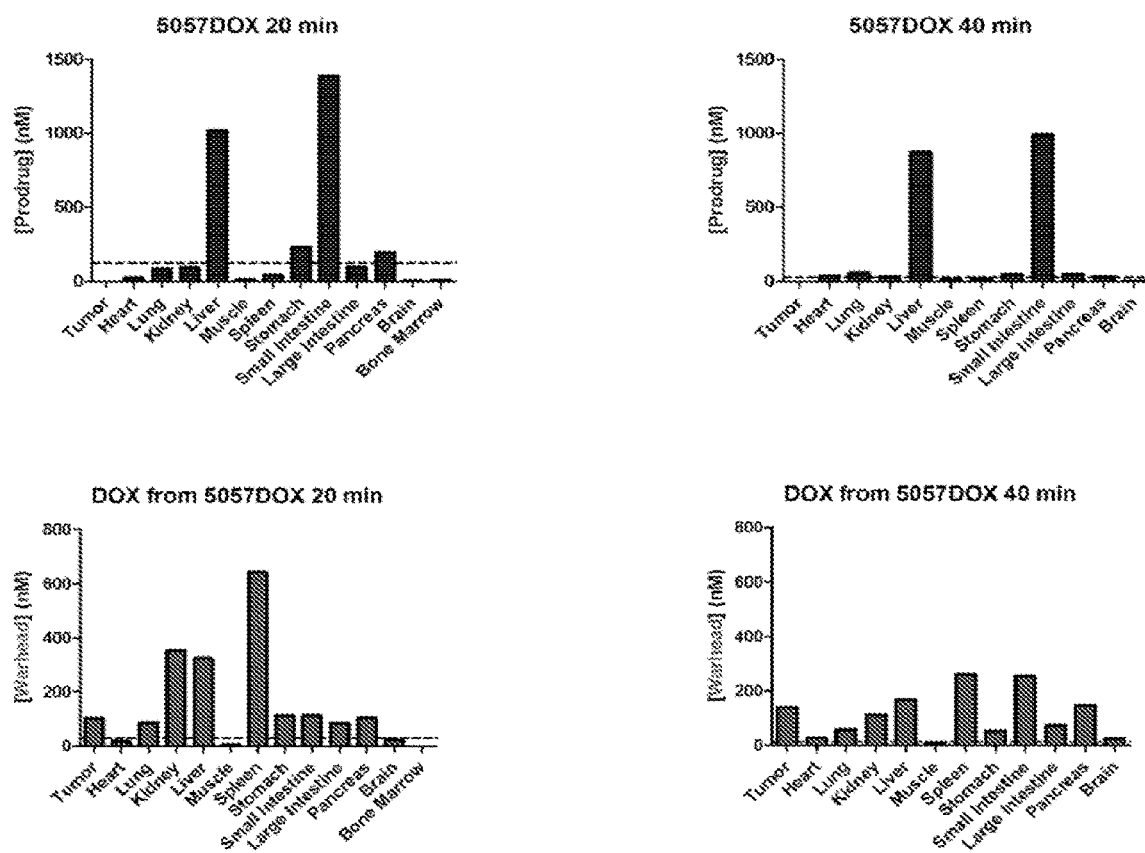 5057DOX 20 min
[Prodrug] (nM)
1500
1000
500
0
Tumor
Heart
Lung
Kidney
Liver
Muscle
Spleen
Stomach
Small Intestine
Large Intestine
Pancreas
Brain
Bone Marrow
5057DOX 40 min
[Prodrug] (nM)
1500
1000
500
0
Tumor
Heart
Lung
Kidney
Liver
Muscle
Spleen
Stomach
Small Intestine
Large Intestine
Pancreas
Brain
DOX from 5057DOX 20 min
[Warhead] (nM)
800
600
400
200
0
Tumor
Heart
Lung
Kidney
Liver
Muscle
Spleen
Stomach
Small Intestine
Large Intestine
Pancreas
Brain
Bone Marrow
DOX from 5057DOX 40 min
[Warhead] (nM)
800
600
400
200
0
Tumor
Heart
Lung
Kidney
Liver
Muscle
Spleen
Stomach
Small Intestine
Large Intestine
Pancreas
Brain